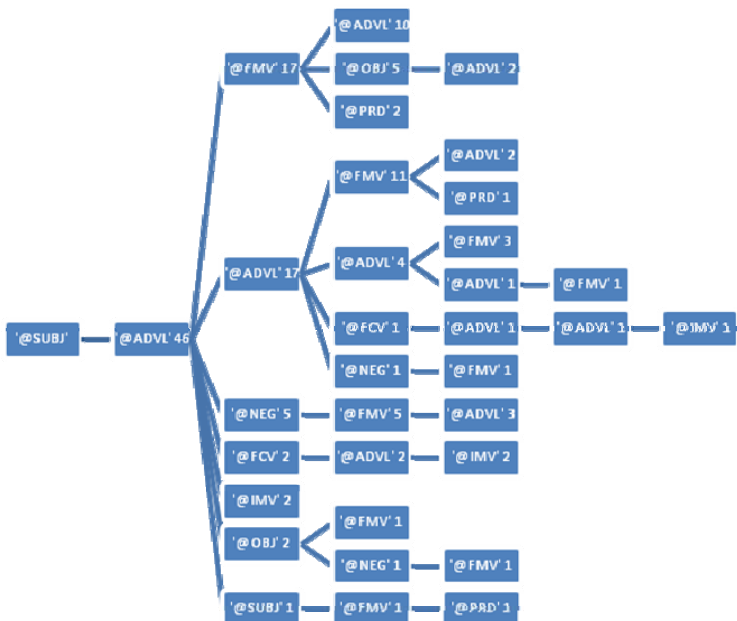 '@ADVL' 10
'@FMV' 17
'@OBJ' 5
'@ADVL' 2
'@PRD' 2
'@ADVL' 2
'@FMV' 11
'@PRD' 1
'@FMV' 3
'@ADVL' 17
'@ADVL' 4
'@ADVL' 1
'@FMV' 1
'@SUBJ'
'@ADVL' 46
'@FCV' 1
'@ADVL' 1
'@ADVL' 1
'@IMV' 1
'@NEG' 1
'@FMV' 1
'@NEG' 5
'@FMV' 5
'@ADVL' 3
'@FCV' 2
'@ADVL' 2
'@IMV' 2
'@IMV' 2
'@OBJ' 2
'@FMV' 1
'@NEG' 1
'@FMV' 1
'@SUBJ' 1
'@FMV' 1
'@PRD' 1